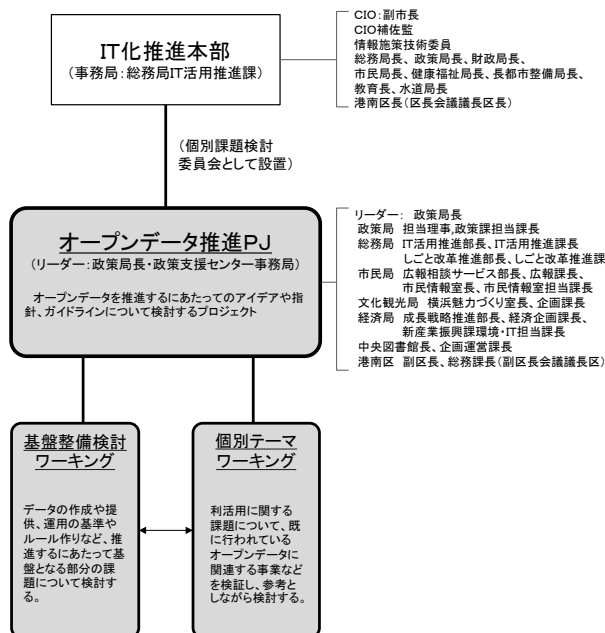 IT化推進本部
(事務局:総務局IT活用推進課)
CIO:副市長
CIO補佐監
情報施策技術委員
総務局長、政策局長、財政局長、
市民局長、健康福祉局長、長都市整備局長、
教育長、水道局長
港南区長(区長会議議長区長)
(個別課題検討
委員会として設置)
オープンデータ推進PJ
(リーダー:政策局長・政策支援センター事務局)
オープンデータを推進するにあたってのアイデアや指
針、ガイドラインについて検討するプロジェクト
リーダー: 政策局長
政策局 担当理事,政策課担当課長
総務局 IT活用推進部長、IT活用推進課長
しごと改革推進部長、しごと改革推進課
市民局 広報相談サービス部長、広報課長、
市民情報室長、市民情報室担当課長
文化観光局 横浜魅力づくり室長、企画課長
経済局 成長戦略推進部長、経済企画課長、
新産業振興課環境・IT担当課長
中央図書館長、企画運営課長
港南区 副区長、総務課長(副区長会議議長区)
基盤整備検討
ワーキング
データの作成や提
供、運用の基準や
ルール作りなど、推
進するにあたって基
盤となる部分の課
題について検討す
る。
個別テーマ
ワーキング
利活用に関する
課題について、既
に行われている
オープンデータに
関連する事業など
を検証し、参考と
しながら検討する。